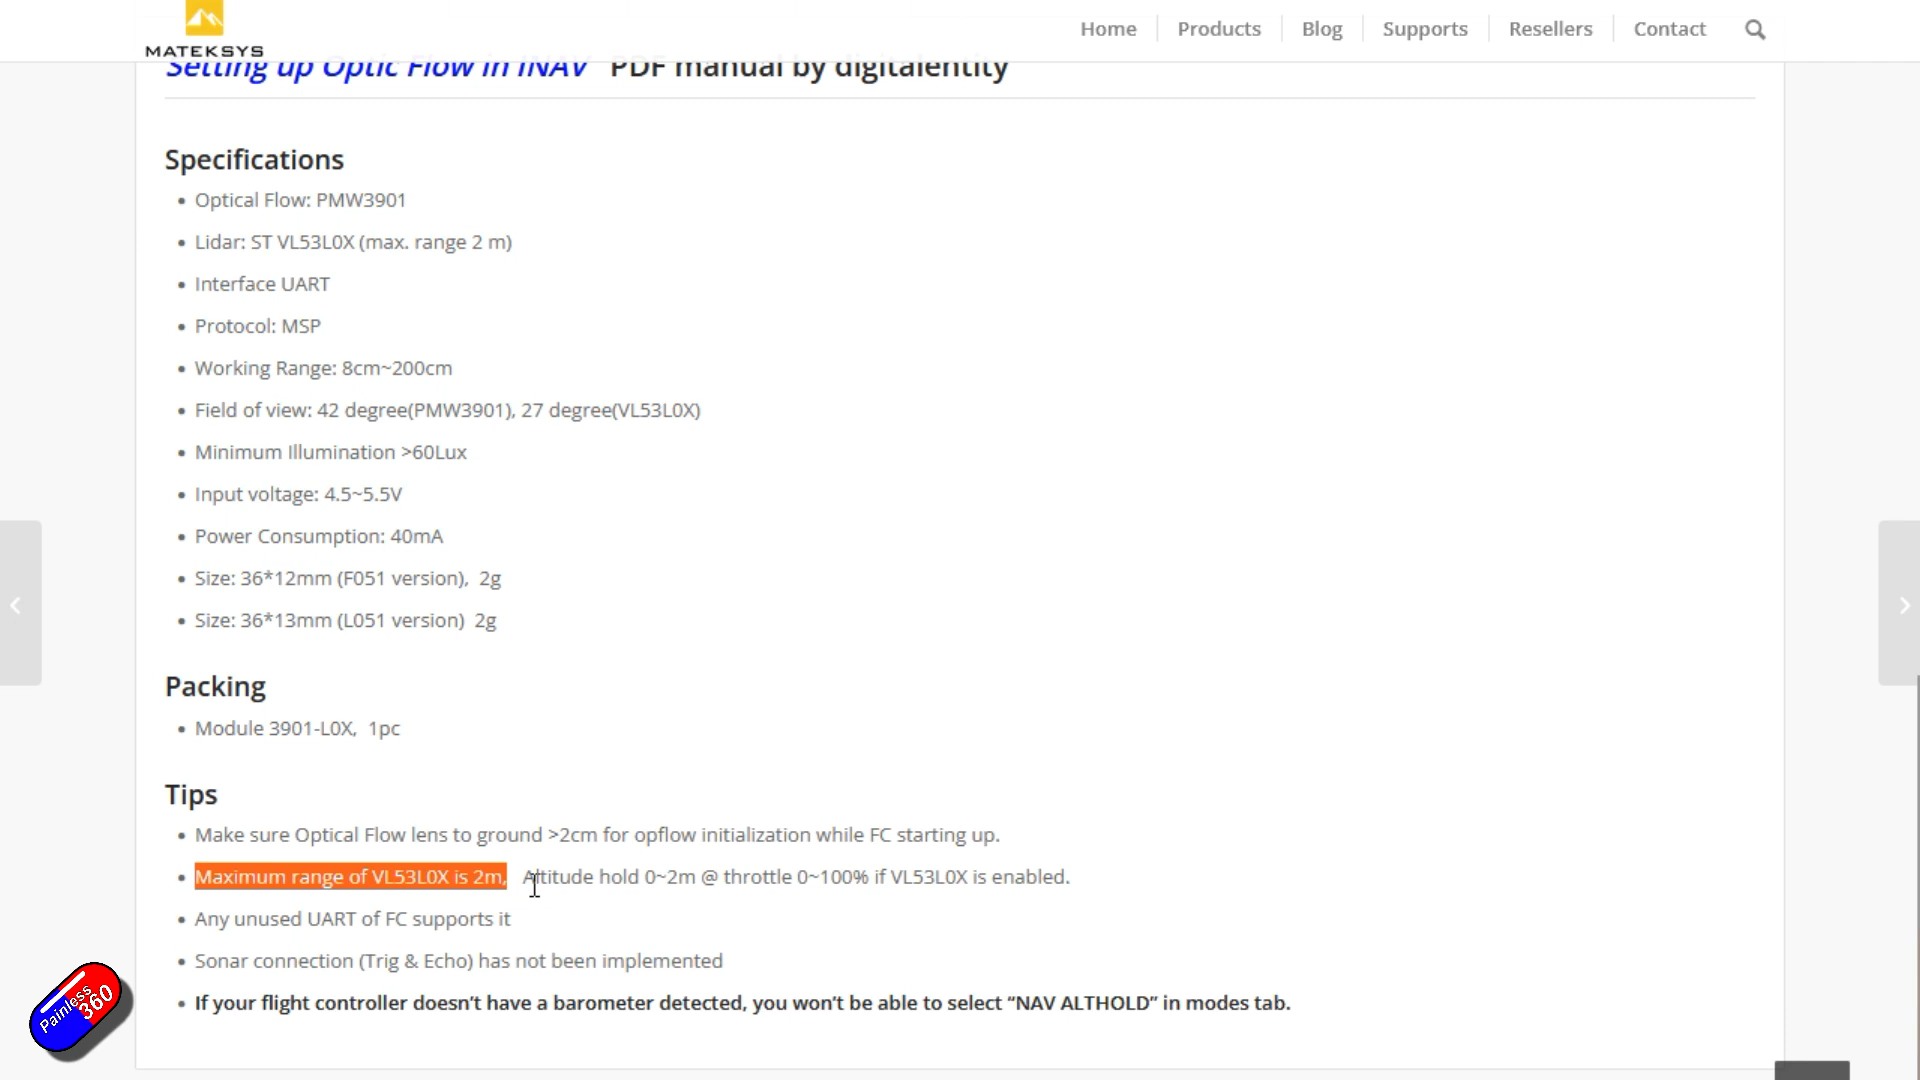 MATEKSYS
Home
Products
Blog
Supports
Resellers
Contact
Setting up Optic Flow in INAV PDF manual by digitalentity
Specifications
Optical Flow: PMW3901
Lidar: ST VL53L0X (max. range 2 m)
Interface UART
Protocol: MSP
Working Range: 8cm~200cm
Field of view: 42 degree(PMW3901), 27 degree(VL53L0X)
Minimum Illumination >60Lux
Input voltage: 4.5~5.5V
Power Consumption: 40mA
Size: 36*12mm (F051 version),  2g
Size: 36*13mm (L051 version)  2g
Packing
Module 3901-L0X,  1pc
Tips
Make sure Optical Flow lens to ground >2cm for opflow initialization while FC starting up.
Maximum range of VL53L0X is 2m,   Altitude hold 0~2m @ throttle 0~100% if VL53L0X is enabled.
Any unused UART of FC supports it
Sonar connection (Trig & Echo) has not been implemented
If your flight controller doesn’t have a barometer detected, you won’t be able to select “NAV ALTHOLD” in modes tab.
Painless
360